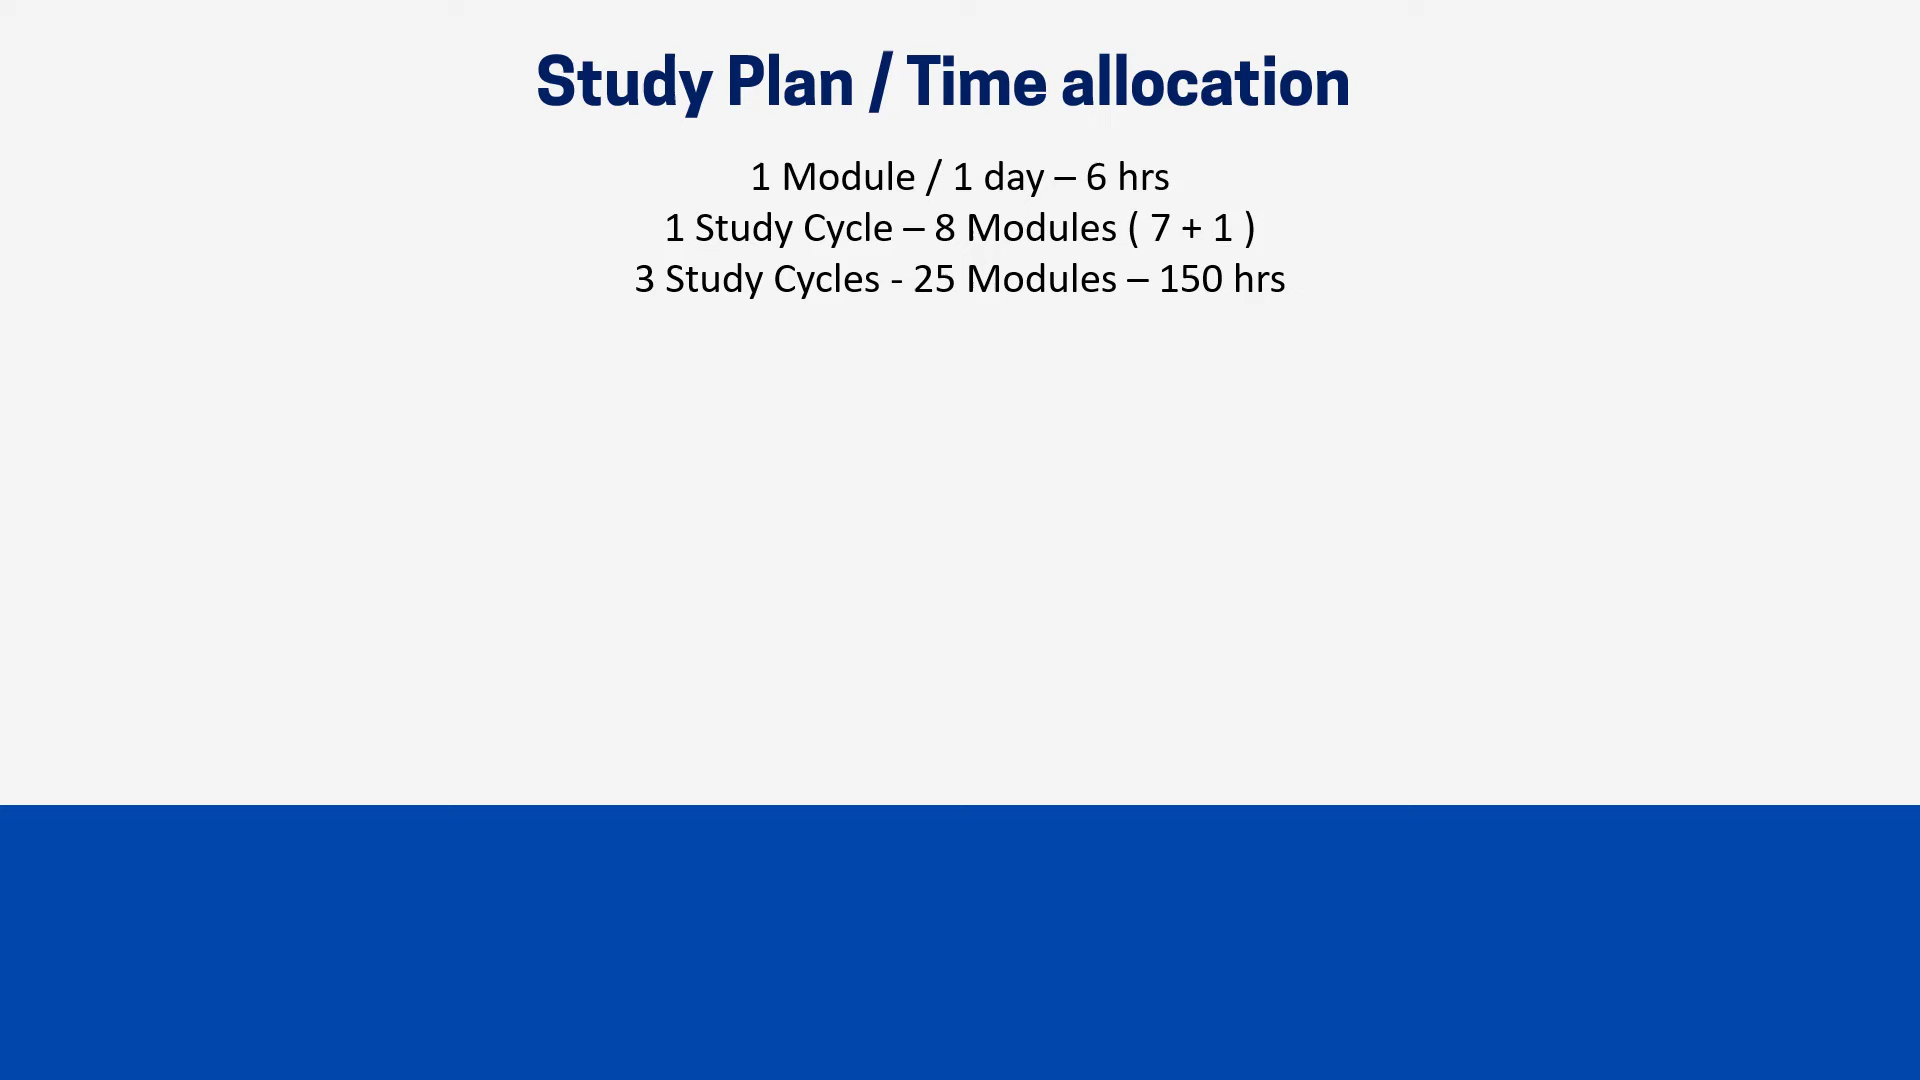 Study Plan / Time allocation
1 Module / 1 day – 6 hrs
1 Study Cycle – 8 Modules ( 7 + 1 )
3 Study Cycles - 25 Modules – 150 hrs